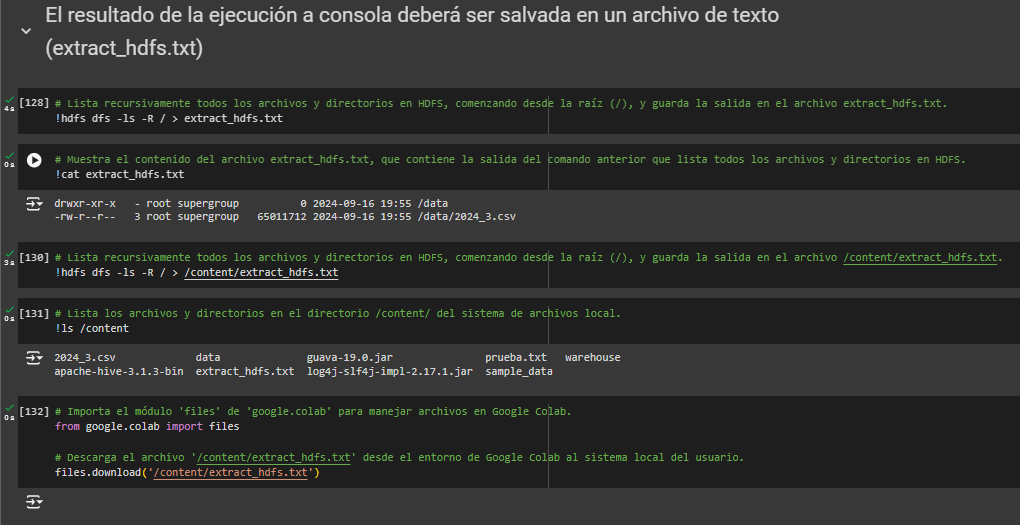 El resultado de la ejecución a consola deberá ser salvada en un archivo de texto
(extract_hdfs.txt)
[128] # Lista recursivamente todos los archivos y directorios en HDFS, comenzando desde la raíz (/), y guarda la salida en el archivo extract_hdfs.txt.
4s !hdfs dfs -ls -R / > extract_hdfs.txt
# Muestra el contenido del archivo extract_hdfs.txt, que contiene la salida del comando anterior que lista todos los archivos y directorios en HDFS.
0s !cat extract_hdfs.txt
drwxr-xr-x   - root supergroup          0 2024-09-16 19:55 /data
-rw-r--r--   3 root supergroup   65011712 2024-09-16 19:55 /data/2024_3.csv
[130] # Lista recursivamente todos los archivos y directorios en HDFS, comenzando desde la raíz (/), y guarda la salida en el archivo /content/extract_hdfs.txt.
3s !hdfs dfs -ls -R / > /content/extract_hdfs.txt
[131] # Lista los archivos y directorios en el directorio /content/ del sistema de archivos local.
0s !ls /content
2024_3.csv             data              guava-19.0.jar              prueba.txt   warehouse
apache-hive-3.1.3-bin  extract_hdfs.txt  log4j-slf4j-impl-2.17.1.jar  sample_data
[132] # Importa el módulo 'files' de 'google.colab' para manejar archivos en Google Colab.
0s from google.colab import files
# Descarga el archivo '/content/extract_hdfs.txt' desde el entorno de Google Colab al sistema local del usuario.
files.download('/content/extract_hdfs.txt')